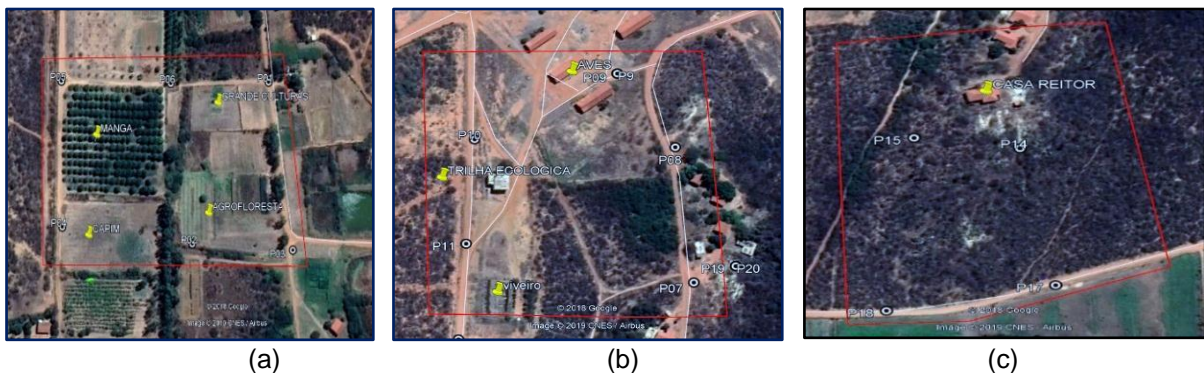 P05
P06
P01
GRANDE CULTURAS
MANGA
AGROFLORESTA
P04
CAPIM
P02
P03
© 2018 Google
Image © 2019 CNES / Airbus
(a)
AVES
P09
P9
P10
P08
TRILHA ECOLOGICA
P11
P19
P20
Viveiro
P07
© 2018 Google
Image © 2019 CNES / Airbus
(b)
CASA REITOR
P15
P14
P17
P18
© 2018 Google
Image © 2019 CNES / Airbus
(c)